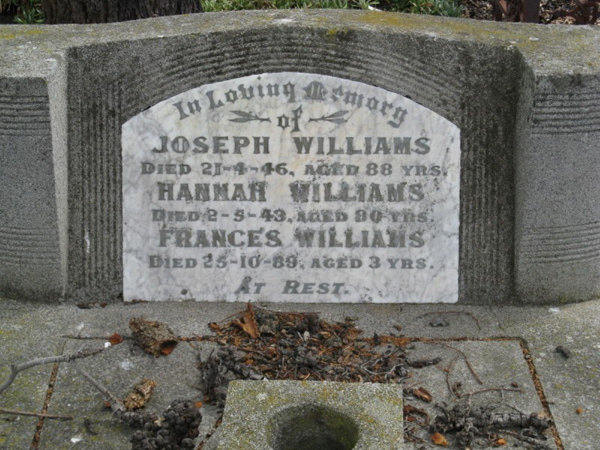 In Loving Memory
of
JOSEPH WILLIAMS
DIED 21-4-46, AGED 88 YRS.
HANNAH WILLIAMS
DIED 2-5-43, AGED 90 YRS.
FRANCES WILLIAMS
DIED 25-10-89, AGED 3 YRS.
AT REST.